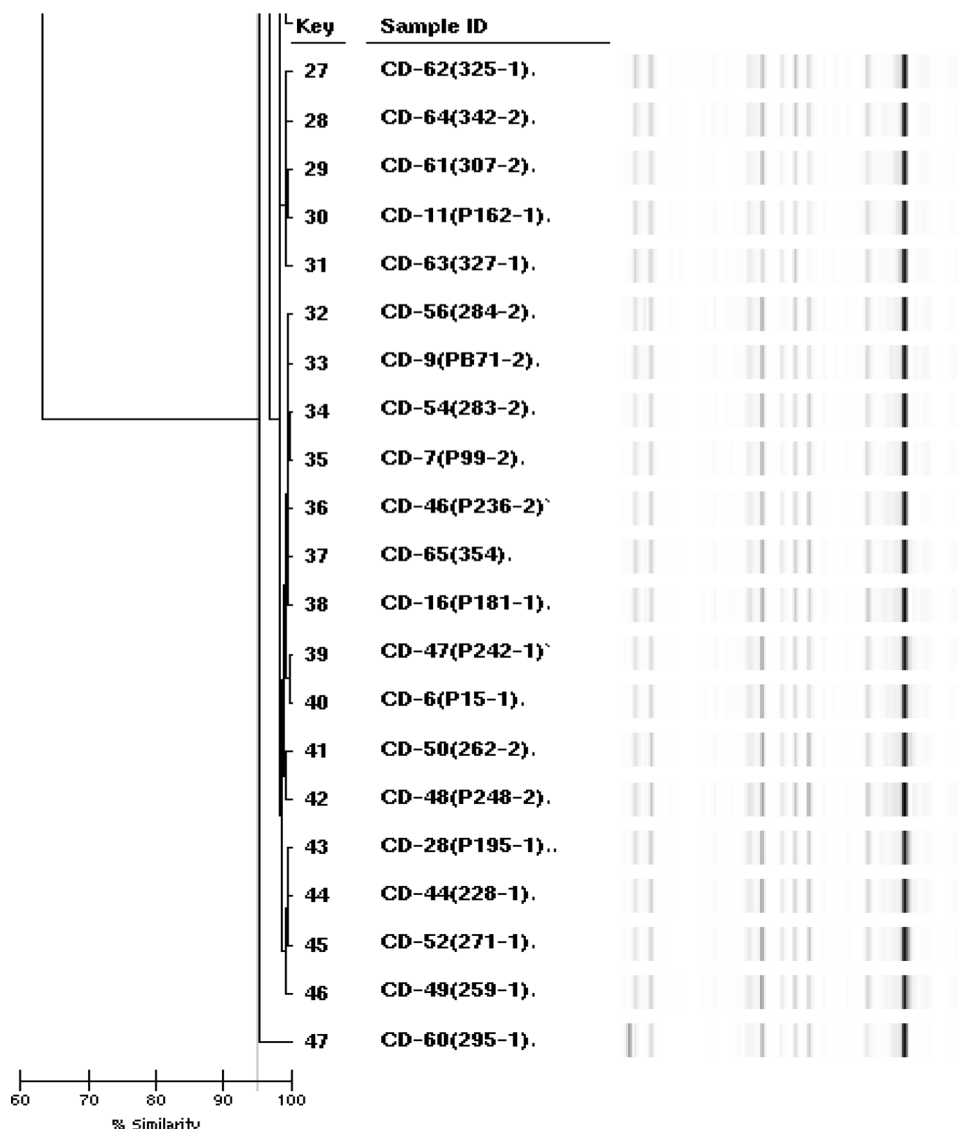 Key Sample ID
27 CD-62(325-1).
28 CD-64(342-2).
29 CD-61(307-2).
30 CD-11(P162-1).
31 CD-63(327-1).
32 CD-56(284-2).
33 CD-9(PB71-2).
34 CD-54(283-2).
35 CD-7(P99-2).
36 CD-46(P236-2)`
37 CD-65(354).
38 CD-16(P181-1).
39 CD-47(P242-1)`
40 CD-6(P15-1).
41 CD-50(262-2).
42 CD-48(P248-2).
43 CD-28(P195-1)..
44 CD-44(228-1).
45 CD-52(271-1).
46 CD-49(259-1).
47 CD-60(295-1).
60 70 80 90 100
% Similarity